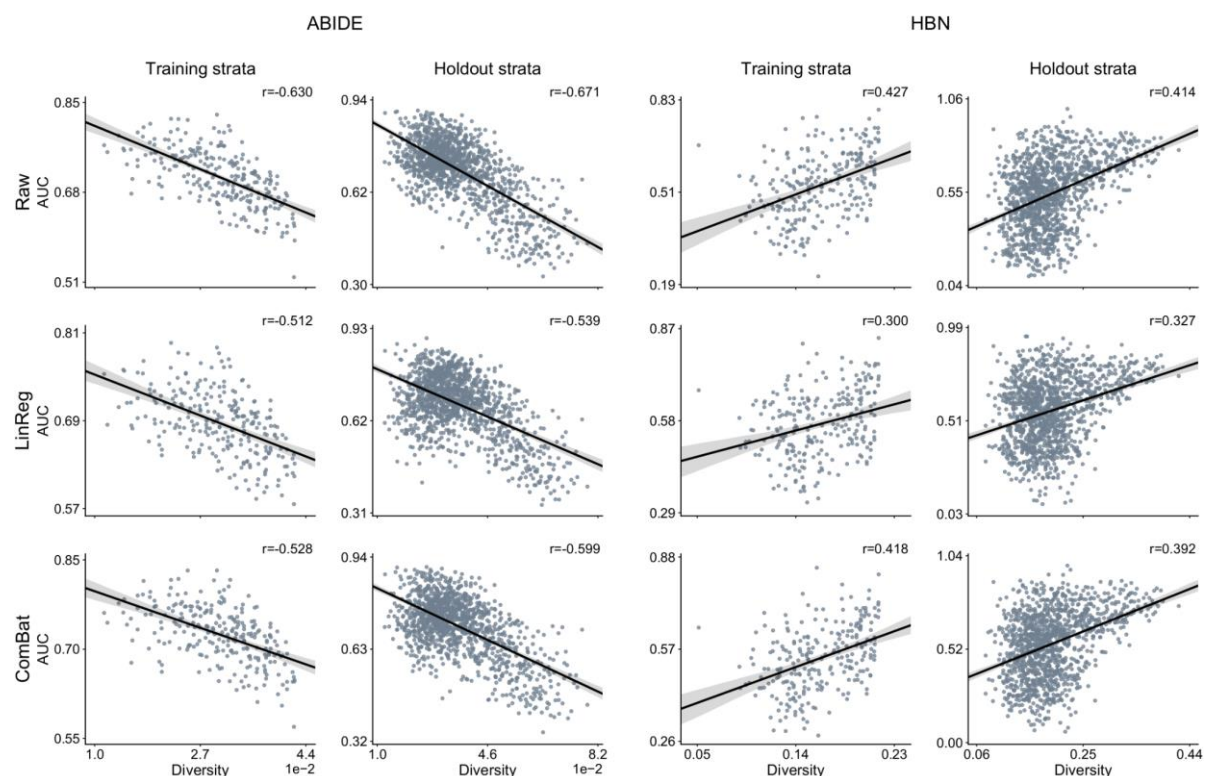 ABIDE
HBN
Training strata
Holdout strata
Training strata
Holdout strata
Raw
AUC
r=-0.630
0.85
0.68
0.51
r=-0.671
0.94
0.62
0.30
r=0.427
0.83
0.51
0.19
r=0.414
1.06
0.55
0.04
LinReg
AUC
r=-0.512
0.81
0.69
0.57
r=-0.539
0.93
0.62
0.31
r=0.300
0.87
0.58
0.29
r=0.327
0.99
0.51
0.03
ComBat
AUC
r=-0.528
0.85
0.70
0.55
1.0 2.7 4.4
Diversity 1e-2
r=-0.599
0.94
0.63
0.32
1.0 4.6 8.2
Diversity 1e-2
r=0.418
0.88
0.57
0.26
0.05 0.14 0.23
Diversity
r=0.392
1.04
0.52
0.00
0.06 0.25 0.44
Diversity